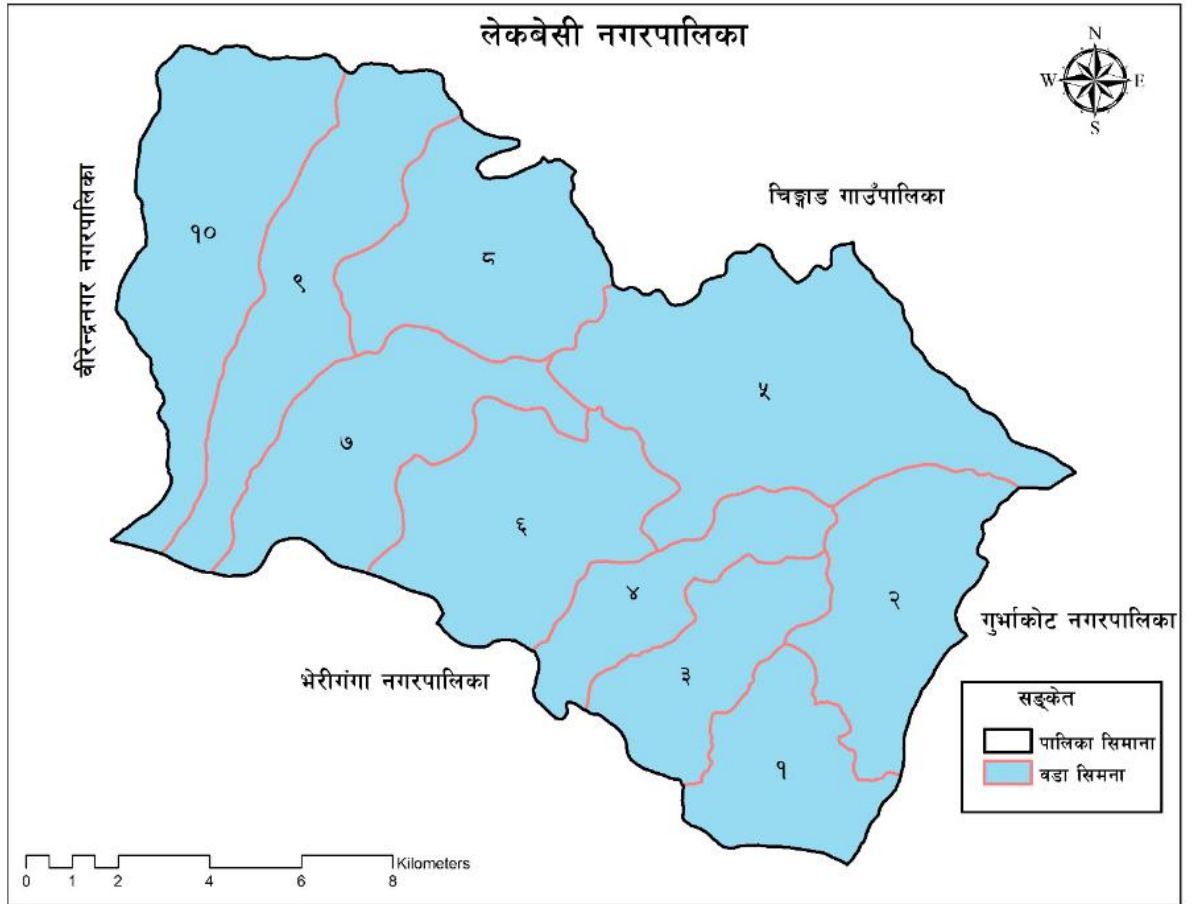 लेकबेसी नगरपालिका
N
W E
S
चिङ्गाड गाउँपालिका
बीरेन्द्रनगर नगरपालिका
१०
९
८
५
७
६
४
२
३
१
गुर्भाकोट नगरपालिका
भेरीगंगा नगरपालिका
सङ्केत
पालिका सिमाना
वडा सिमना
Kilometers
0 1 2 4 6 8